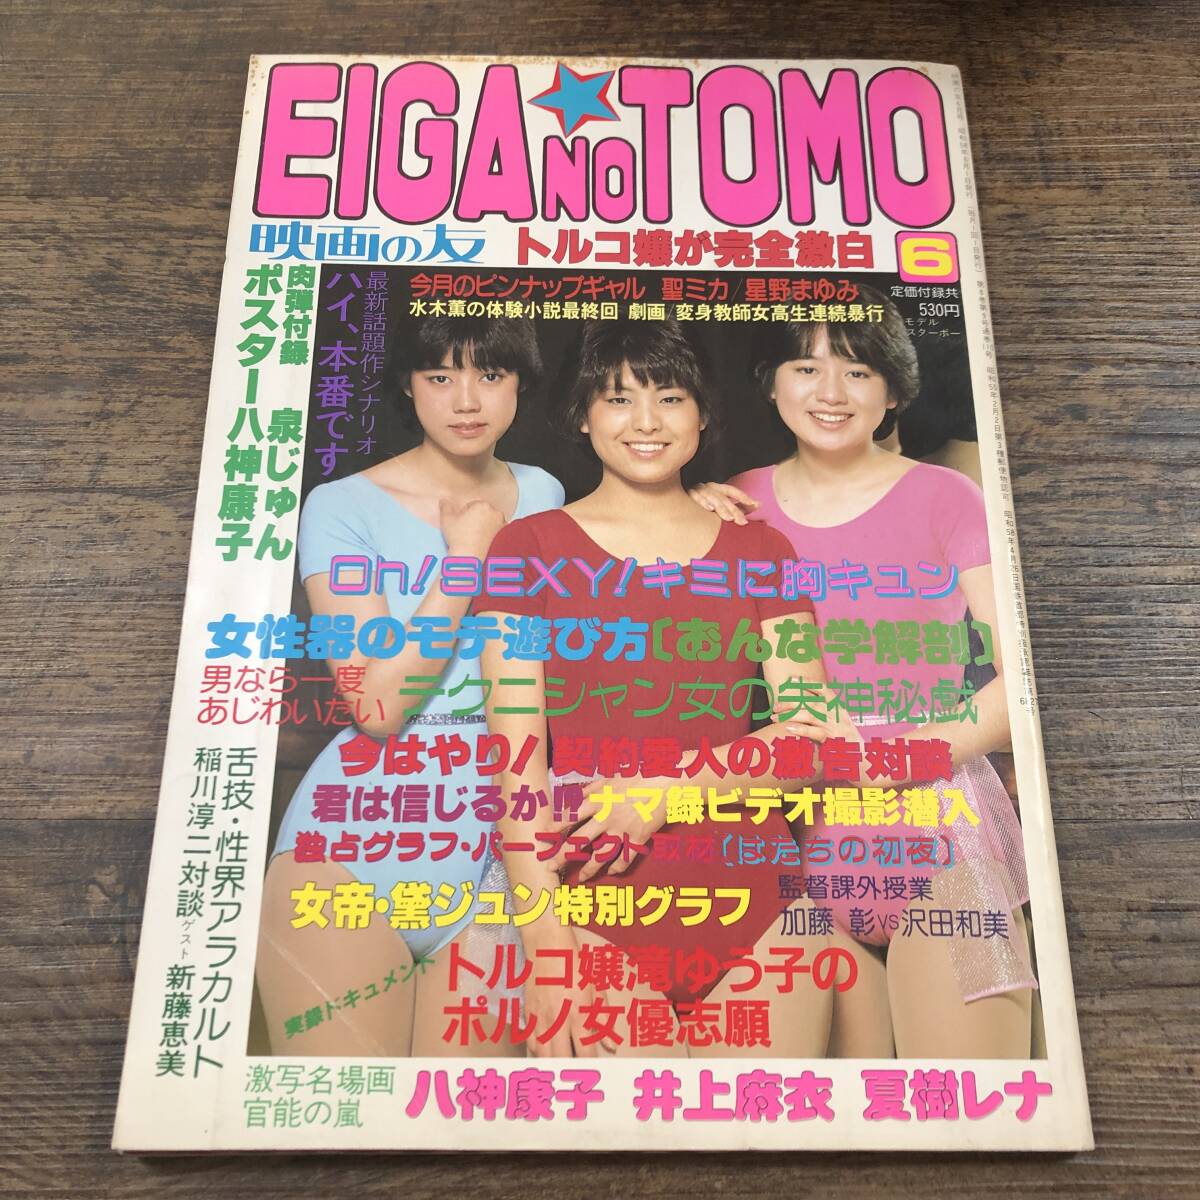 EIGA NO TOMO
映画の友
トルコ嬢が完全激白
6
定価付録共
530円
モデル
スターボー
今月のピンナップギャル 聖ミカ/星野まゆみ
水木薫の体験小説最終回 劇画/変身教師女高生連続暴行
最新話題作シナリオ
ハイ、本番です
肉弾付録
ポスター
泉じゅん
八神康子
Oh!SEXY!キミに胸キュン
女性器のモテ遊び方〔おんな学解剖〕
男なら一度
あじわいたい
テクニシャン女の失神秘戯
今はやり!契約愛人の激告対談
君は信じるか!?ナマ録ビデオ撮影潜入
独占グラフ・パーフェクト取材〔はたちの初夜〕
女帝・黛ジュン特別グラフ
監督課外授業
加藤 彰VS沢田和美
舌技・性界アラカルト
稲川淳二対談ゲスト新藤恵美
実録ドキュメント
トルコ嬢滝ゆう子の
ポルノ女優志願
激写名場画
官能の嵐
八神康子 井上麻衣 夏樹レナ